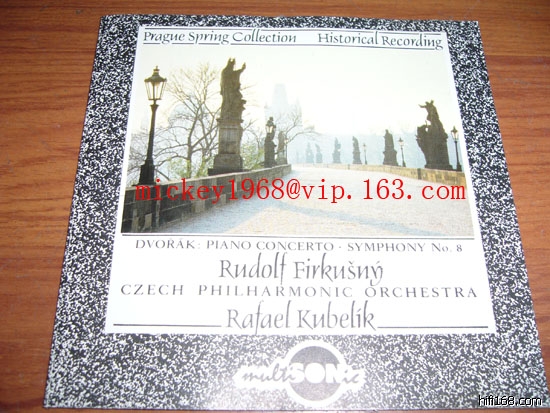 Prague Spring Collection Historical Recording
mickey1968@vip.163.com
DVOŘÁK: PIANO CONCERTO · SYMPHONY No. 8
Rudolf Firkušný
CZECH PHILHARMONIC ORCHESTRA
Rafael Kubelík
multiSONic
hifi168.com